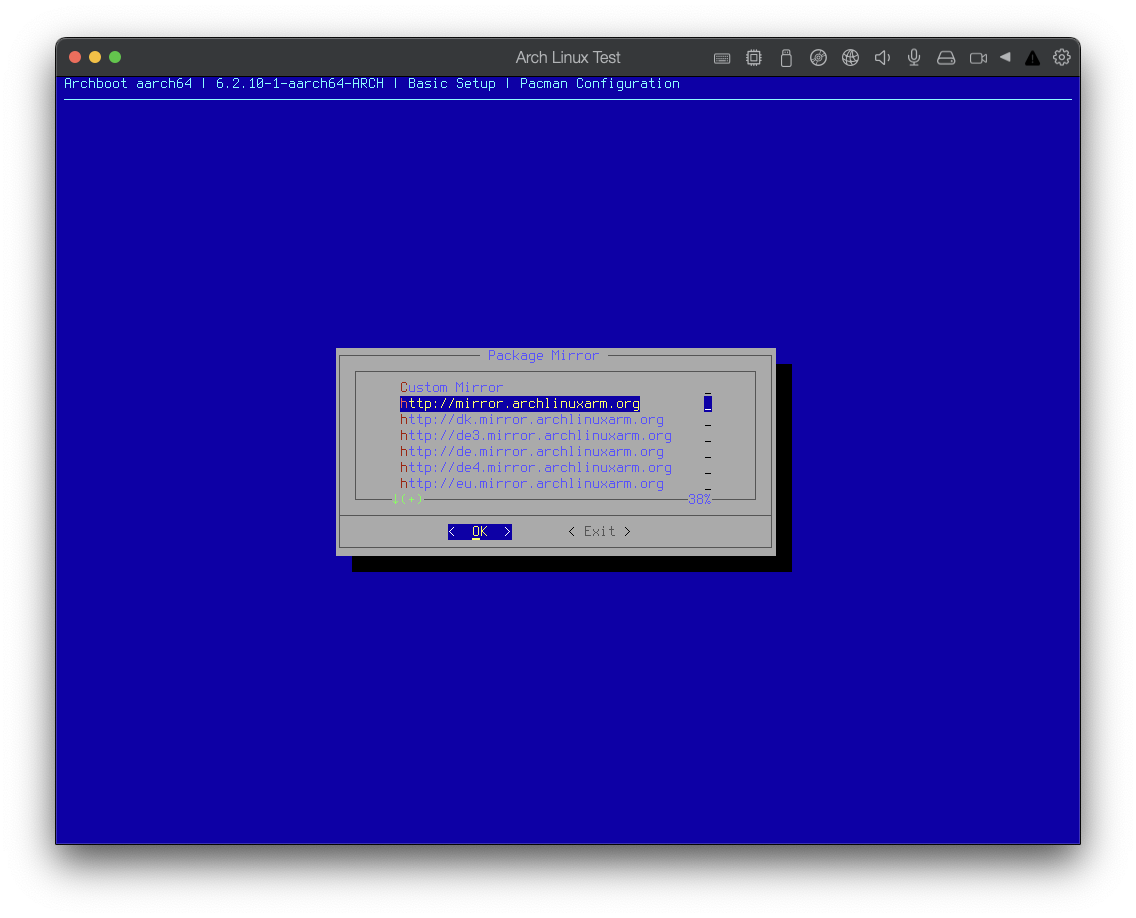 Arch Linux Test
Archboot aarch64 | 6.2.10-1-aarch64-ARCH | Basic Setup | Pacman Configuration
Package Mirror
Custom Mirror _
http://mirror.archlinuxarm.org _
http://dk.mirror.archlinuxarm.org _
http://de3.mirror.archlinuxarm.org _
http://de.mirror.archlinuxarm.org _
http://de4.mirror.archlinuxarm.org _
http://eu.mirror.archlinuxarm.org _
↓(+) 38%
< OK > < Exit >